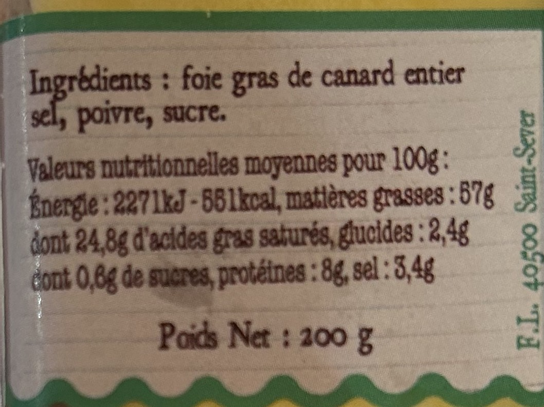 Ingrédients : foie gras de canard entier
sel, poivre, sucre.
Valeurs nutritionnelles moyennes pour 100g :
Énergie : 2271kJ - 551kcal, matières grasses : 57g
dont 24,8g d'acides gras saturés, glucides : 2,4g
dont 0,6g de sucres, protéines : 8g, sel : 3,4g
Poids Net : 200 g
F.L. 40500 Saint-Sever